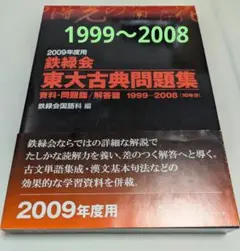 1999〜2008
2009年度用
鉄緑会
東大古典問題集
資料・問題篇/解答篇 1999-2008〔10年分〕
鉄緑会国語科 編
鉄緑会ならではの詳細な解説で
たしかな読解力を養い、差のつく解答へと導く。
古文単語集成・漢文基本句法などの
効果的な学習資料を併載。
2009年度用